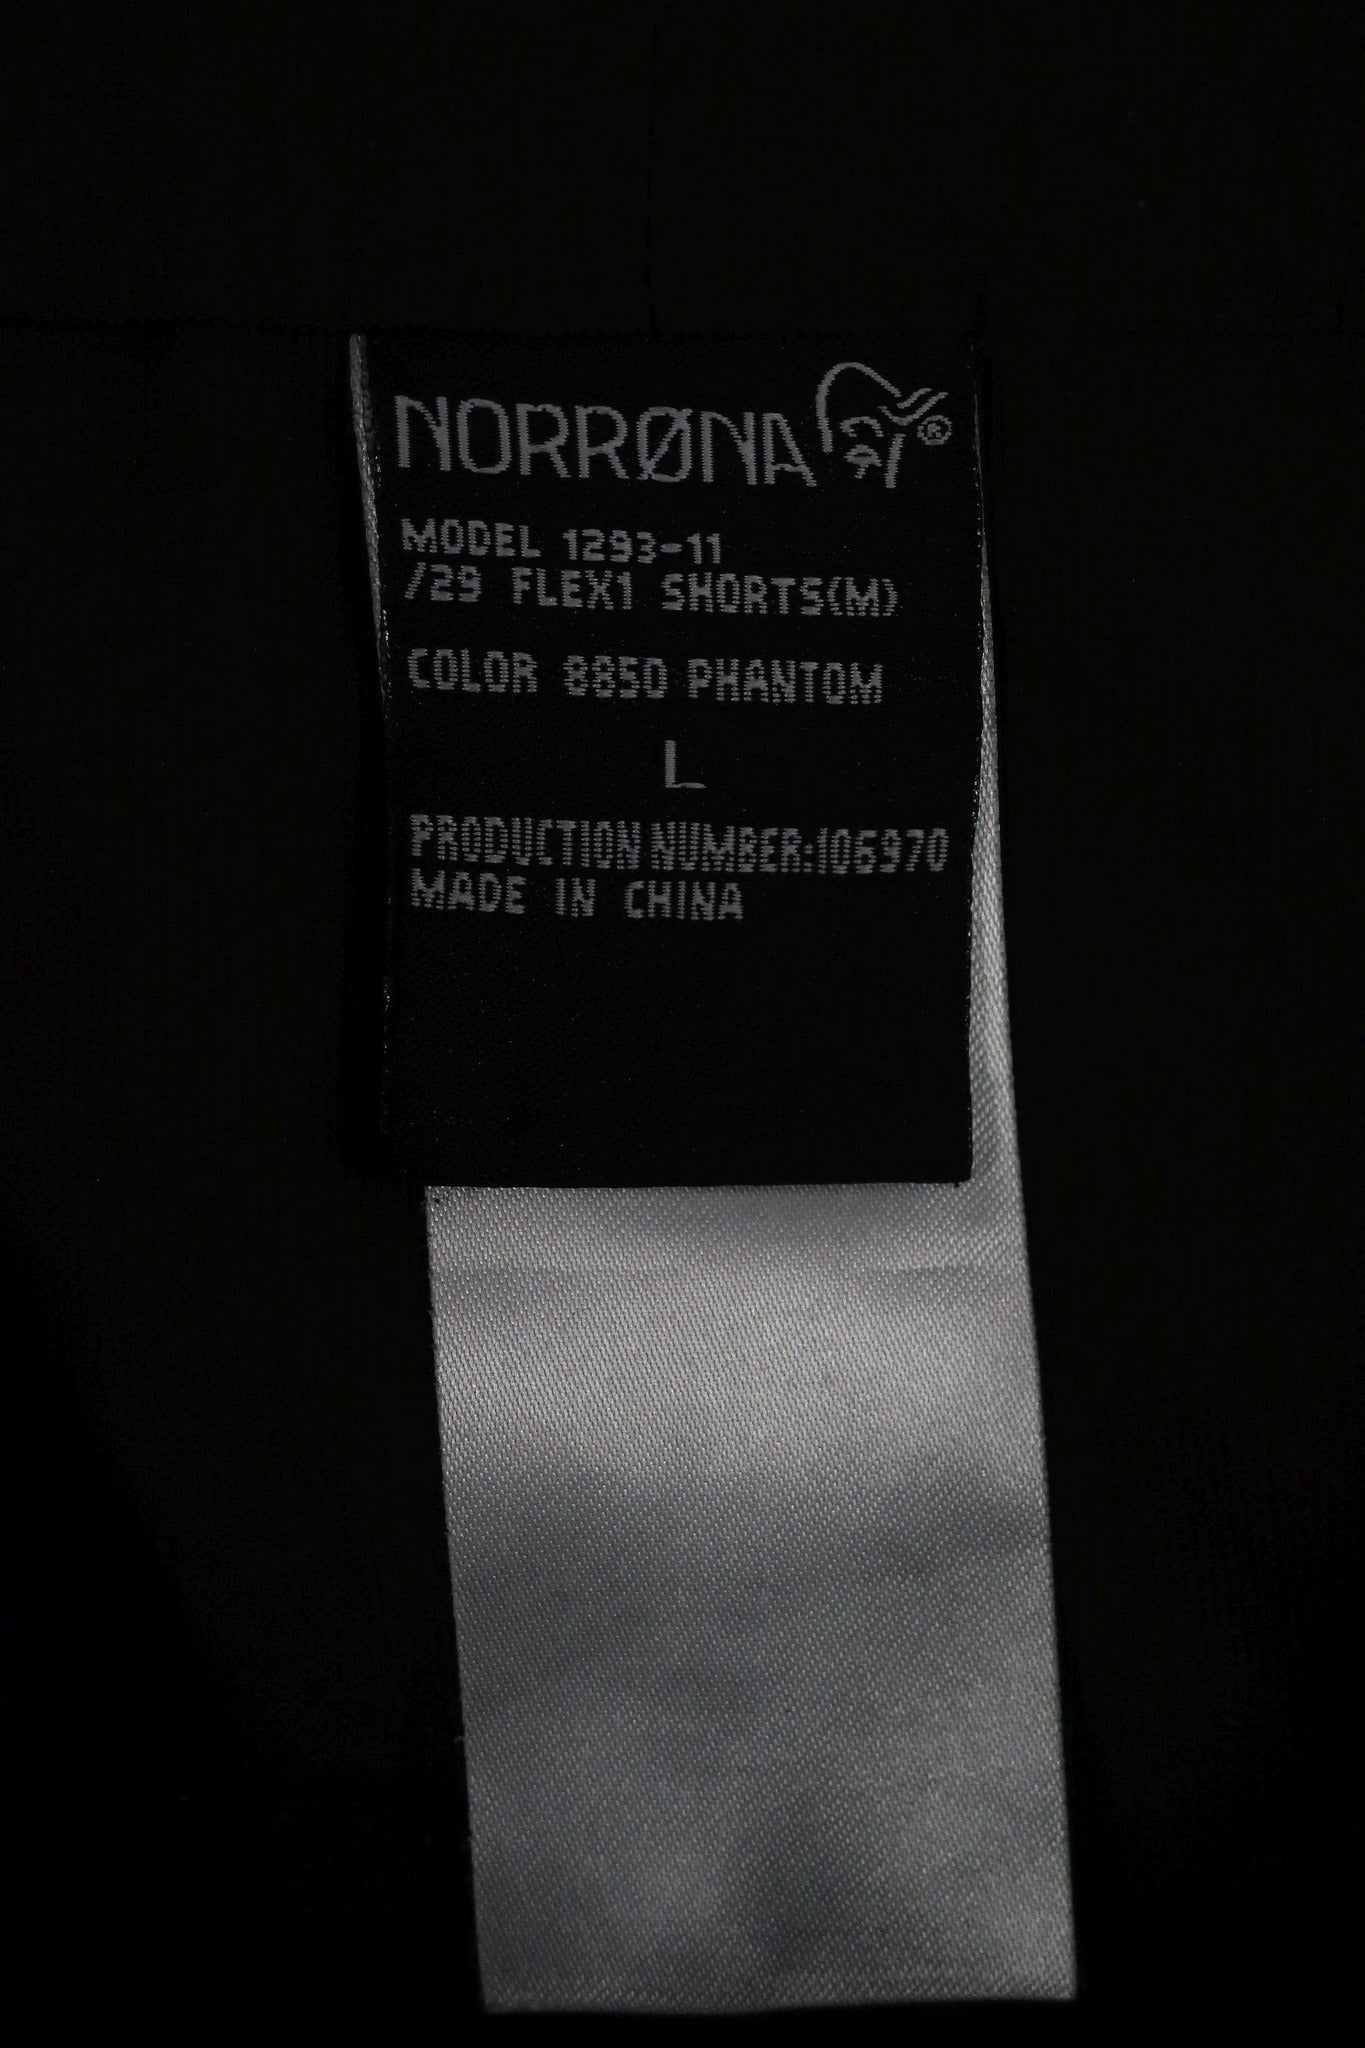 NORRØNA®
MODEL 1293-11
/29 FLEX1 SHORTS(M)
COLOR 8850 PHANTOM
L
PRODUCTION NUMBER:106970
MADE IN CHINA